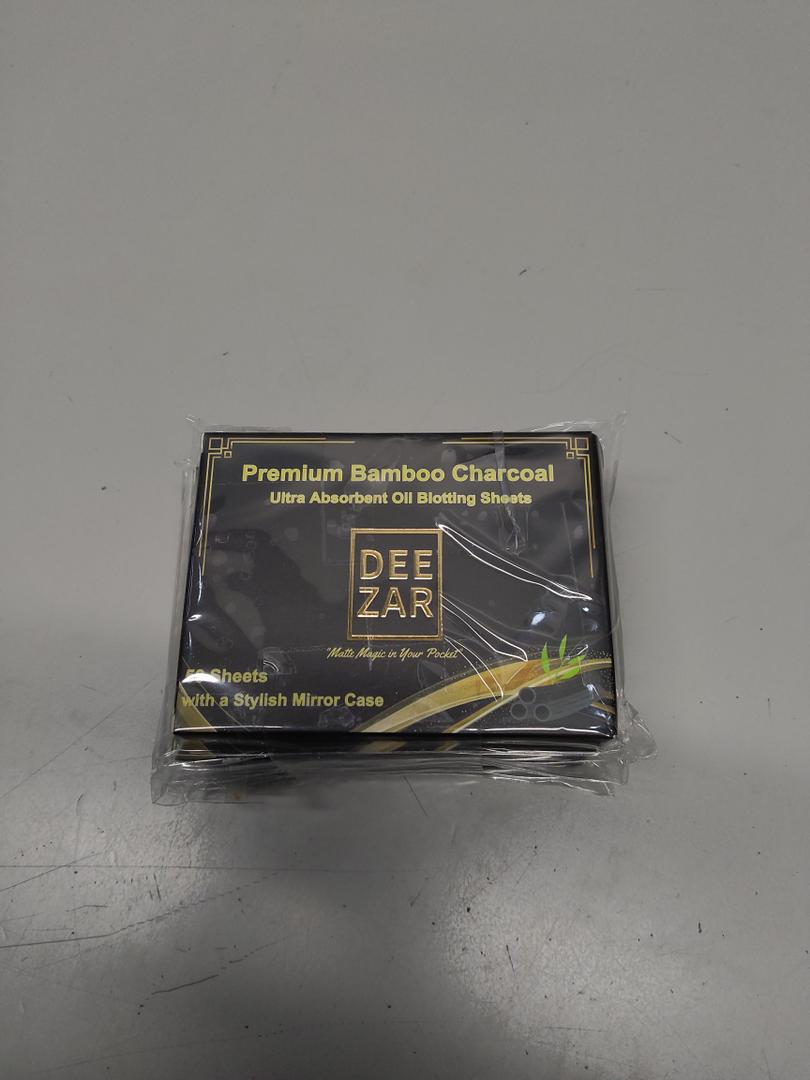 Premium Bamboo Charcoal
Ultra Absorbent Oil Blotting Sheets
DEE
ZAR
"Matte Magic in Your Pocket"
50 Sheets
with a Stylish Mirror Case